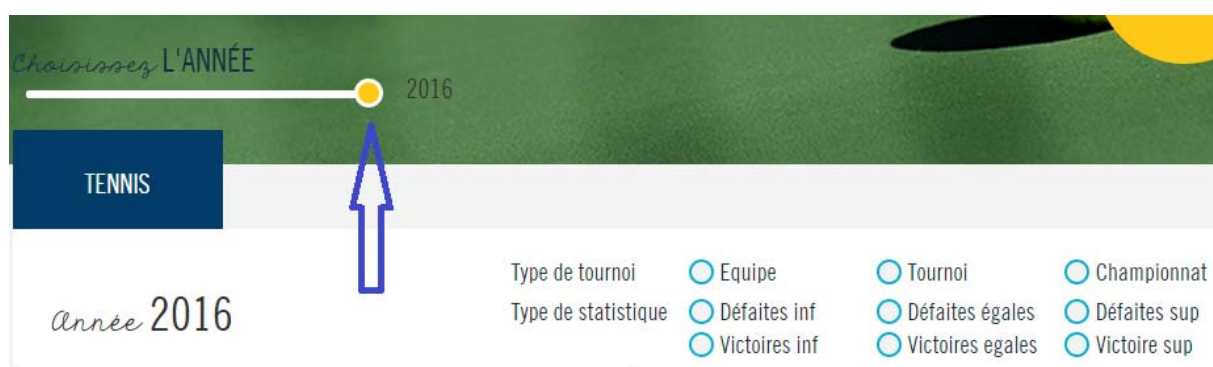 Choisissez L'ANNÉE
2016
TENNIS
Année 2016
Type de tournoi Equipe Tournoi Championnat
Type de statistique Défaites inf Défaites égales Défaites sup
Victoires inf Victoires egales Victoire sup